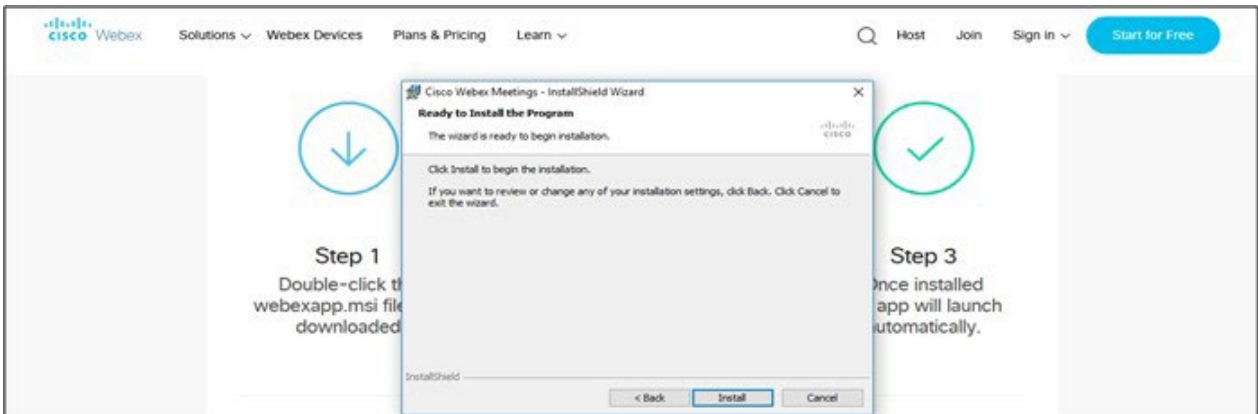 cisco Webex Solutions Webex Devices Plans & Pricing Learn Host Join Sign in Start for Free
Cisco Webex Meetings - InstallShield Wizard
Ready to Install the Program
The wizard is ready to begin installation.
cisco
Click Install to begin the installation.
If you want to review or change any of your installation settings, click Back. Click Cancel to
exit the wizard.
InstallShield
< Back Install Cancel
Step 1
Double-click
webexapp.msi
downloaded
Step 3
installed
app will launch
automatically.